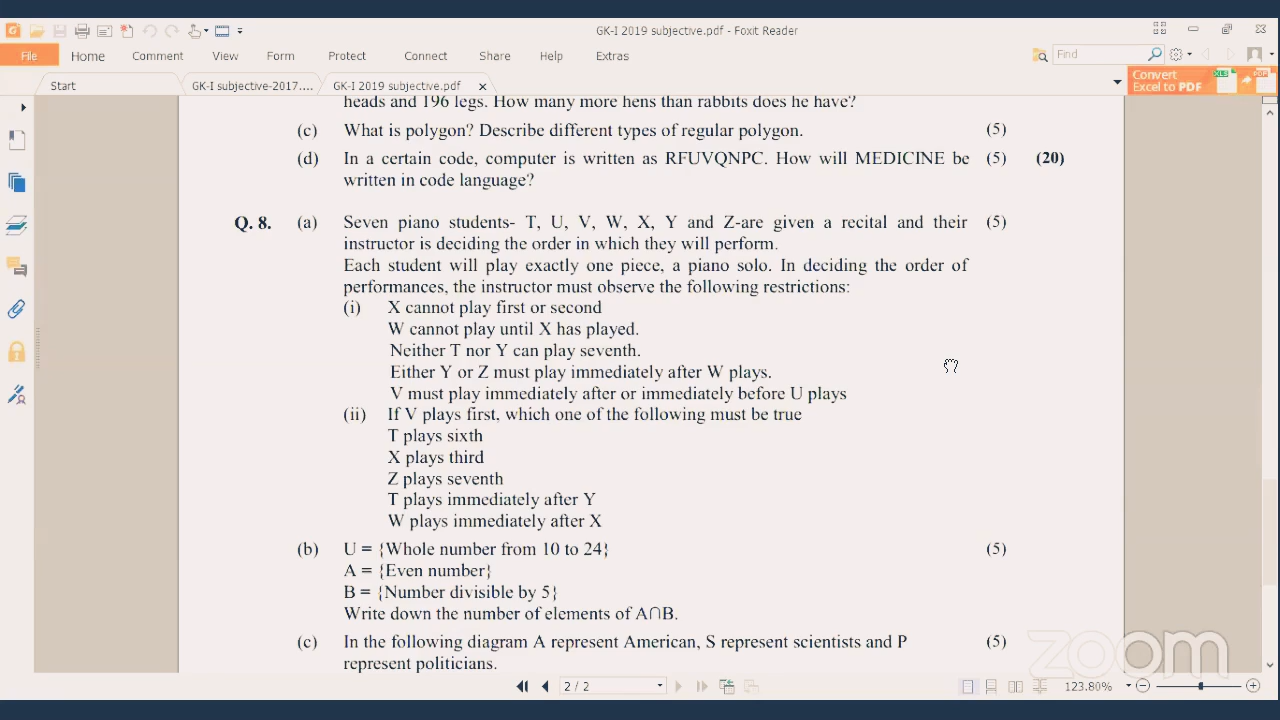 GK-I 2019 subjective.pdf - Foxit Reader
File Home Comment View Form Protect Connect Share Help Extras
Find
Start GK-I subjective-2017.... GK-I 2019 subjective.pdf
Convert
Excel to PDF
heads and 196 legs. How many more hens than rabbits does he have?
(c) What is polygon? Describe different types of regular polygon. (5)
(d) In a certain code, computer is written as RFUVQNPC. How will MEDICINE be (5) (20)
written in code language?
Q. 8. (a) Seven piano students- T, U, V, W, X, Y and Z-are given a recital and their (5)
instructor is deciding the order in which they will perform.
Each student will play exactly one piece, a piano solo. In deciding the order of
performances, the instructor must observe the following restrictions:
(i) X cannot play first or second
W cannot play until X has played.
Neither T nor Y can play seventh.
Either Y or Z must play immediately after W plays.
V must play immediately after or immediately before U plays
(ii) If V plays first, which one of the following must be true
T plays sixth
X plays third
Z plays seventh
T plays immediately after Y
W plays immediately after X
(b) U = {Whole number from 10 to 24} (5)
A = {Even number}
B = {Number divisible by 5}
Write down the number of elements of A∩B.
(c) In the following diagram A represent American, S represent scientists and P (5)
represent politicians.
zoom
2 / 2 123.80%